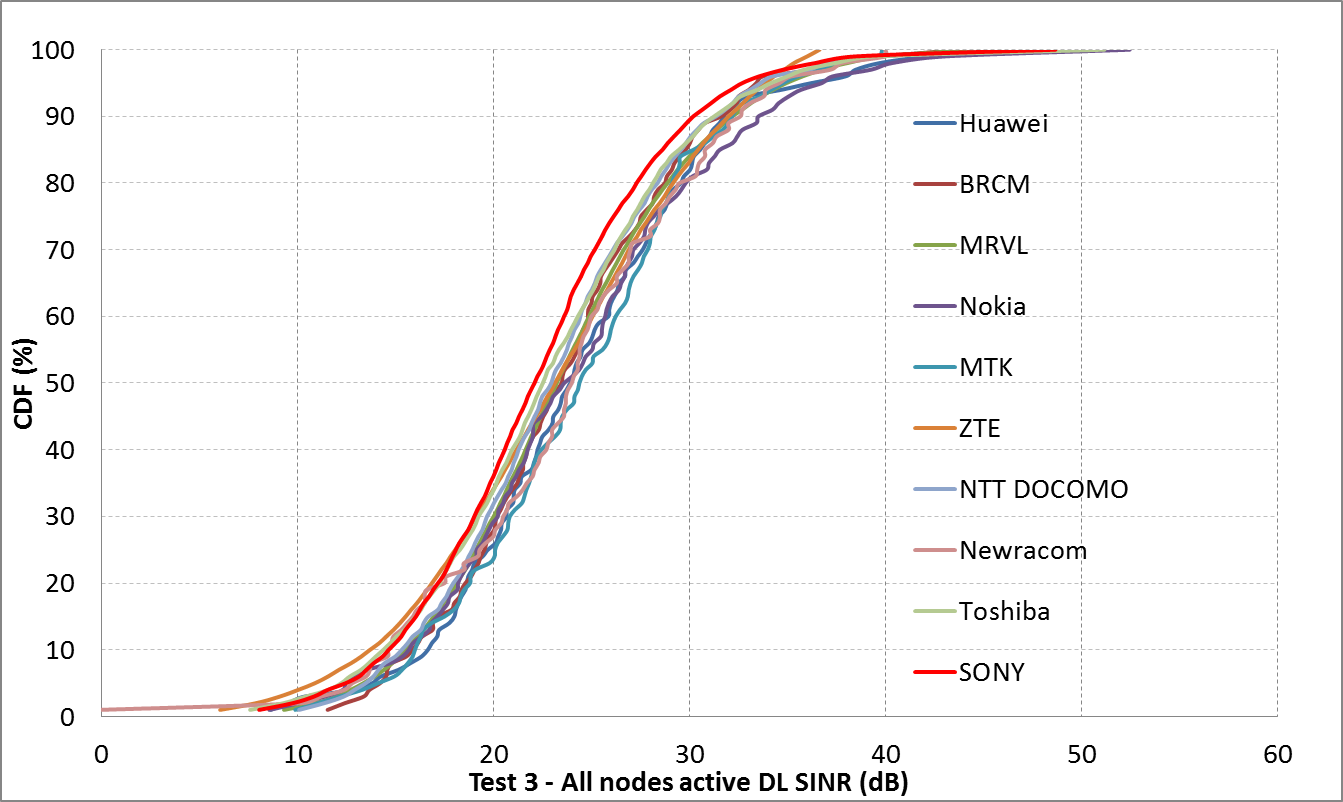 100
90
80
70
60
50
40
30
20
10
0
CDF (%)
Huawei
BRCM
MRVL
Nokia
MTK
ZTE
NTT DOCOMO
Newracom
Toshiba
SONY
0 10 20 30 40 50 60
Test 3 - All nodes active DL SINR (dB)